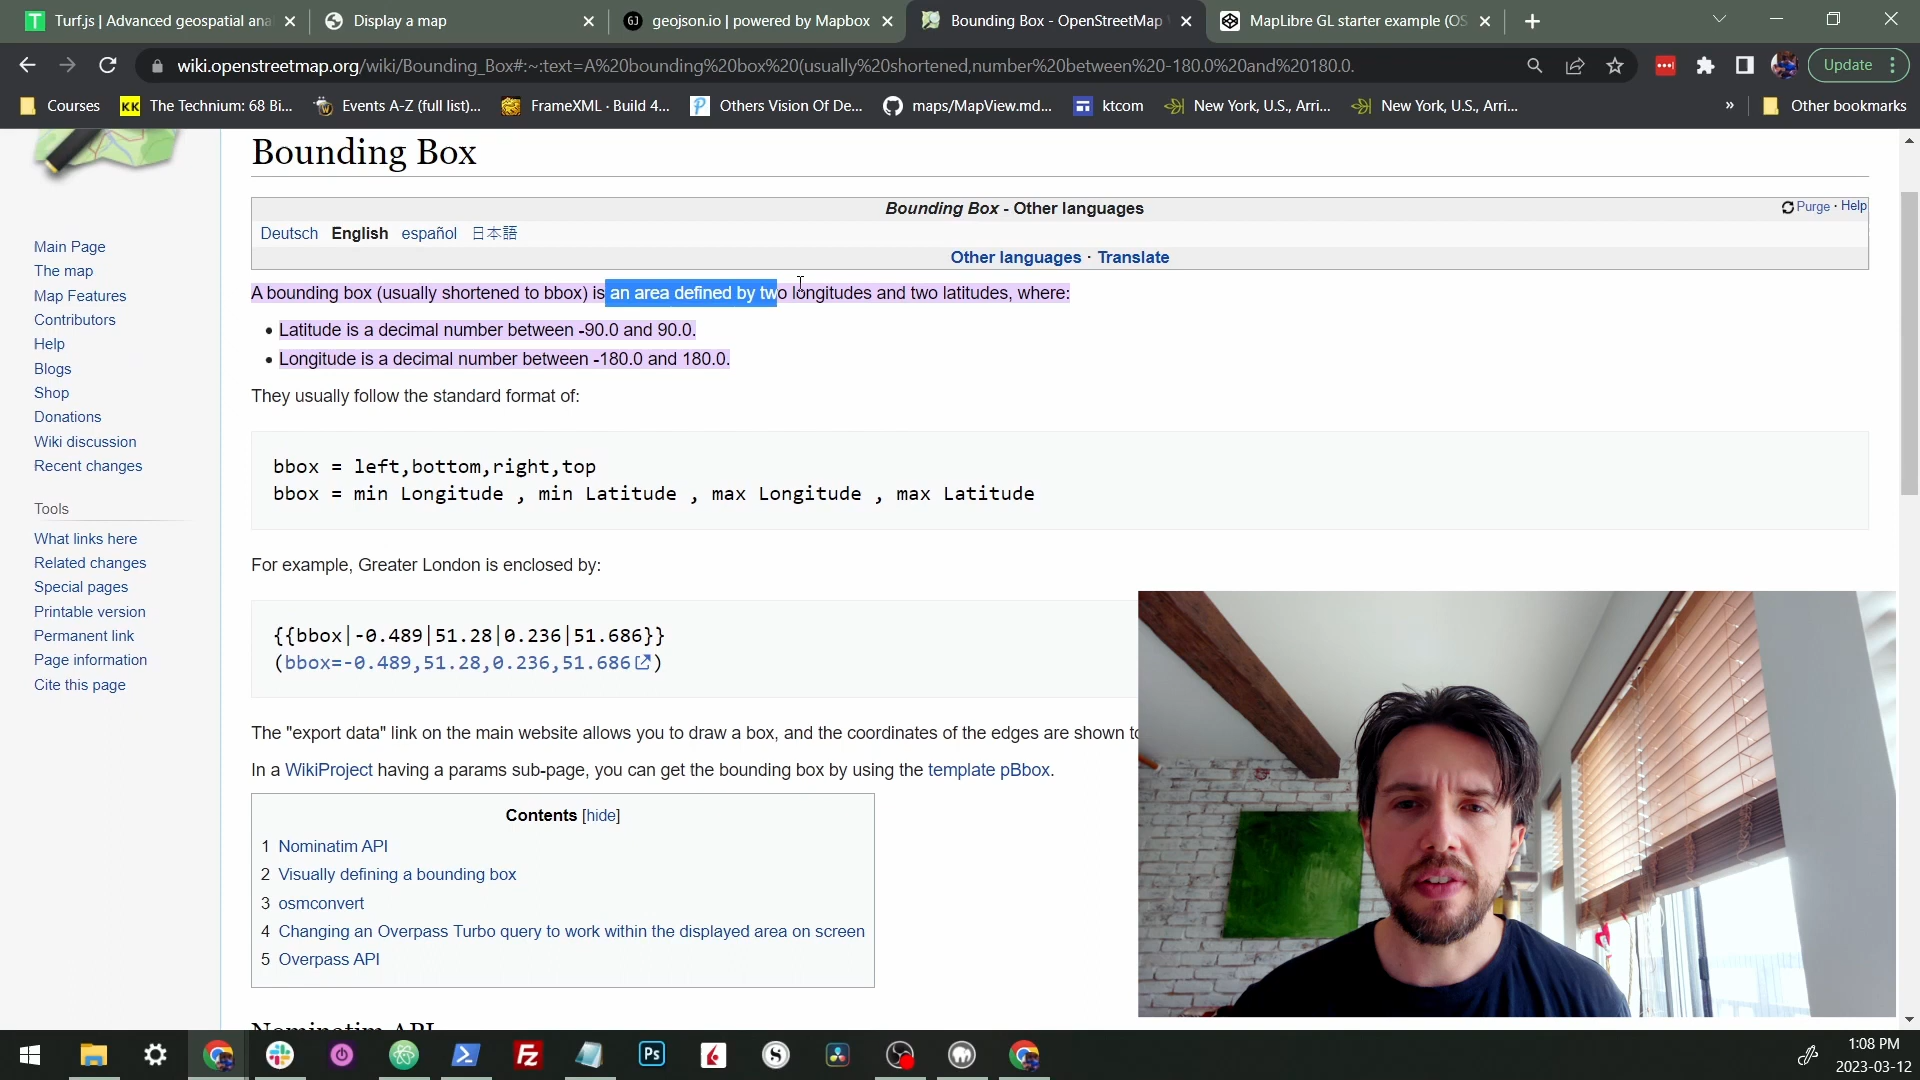 Turf.js | Advanced geospatial ana
Display a map
geojson.io | powered by Mapbox
Bounding Box - OpenStreetMap
MapLibre GL starter example (OS
wiki.openstreetmap.org/wiki/Bounding_Box#:~:text=A%20bounding%20box%20(usually%20shortened,number%20between%20-180.0%20and%20180.0.
Update
Courses
KK
The Technium: 68 Bi...
Events A-Z (full list)...
FrameXML · Build 4...
Others Vision Of De...
maps/MapView.md...
ktcom
New York, U.S., Arri...
New York, U.S., Arri...
»
Other bookmarks
Bounding Box
Bounding Box - Other languages
Purge · Help
Deutsch English español 日本語
Other languages · Translate
A bounding box (usually shortened to bbox) is an area defined by two longitudes and two latitudes, where:
• Latitude is a decimal number between -90.0 and 90.0.
• Longitude is a decimal number between -180.0 and 180.0.
They usually follow the standard format of:
bbox = left,bottom,right,top
bbox = min Longitude , min Latitude , max Longitude , max Latitude
For example, Greater London is enclosed by:
{{bbox|-0.489|51.28|0.236|51.686}}
(bbox=-0.489,51.28,0.236,51.686)
The "export data" link on the main website allows you to draw a box, and the coordinates of the edges are shown to
In a WikiProject having a params sub-page, you can get the bounding box by using the template pBbox.
Contents [hide]
1 Nominatim API
2 Visually defining a bounding box
3 osmconvert
4 Changing an Overpass Turbo query to work within the displayed area on screen
5 Overpass API
Nominatim API
Main Page
The map
Map Features
Contributors
Help
Blogs
Shop
Donations
Wiki discussion
Recent changes
Tools
What links here
Related changes
Special pages
Printable version
Permanent link
Page information
Cite this page
Fz
Ps
1:08 PM
2023-03-12